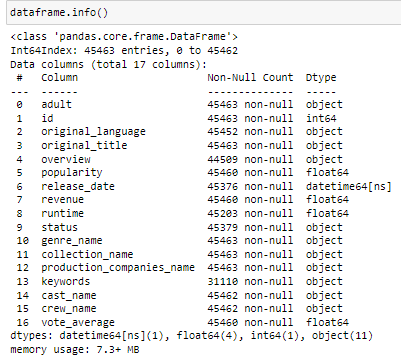 dataframe.info()
<class 'pandas.core.frame.DataFrame'>
Int64Index: 45463 entries, 0 to 45462
Data columns (total 17 columns):
 #   Column                     Non-Null Count  Dtype
---  ------                     --------------  -----
 0   adult                      45463 non-null  object
 1   id                         45463 non-null  int64
 2   original_language          45452 non-null  object
 3   original_title             45463 non-null  object
 4   overview                   44509 non-null  object
 5   popularity                 45460 non-null  float64
 6   release_date               45376 non-null  datetime64[ns]
 7   revenue                    45460 non-null  float64
 8   runtime                    45203 non-null  float64
 9   status                     45379 non-null  object
 10  genre_name                 45463 non-null  object
 11  collection_name            45463 non-null  object
 12  production_companies_name  45463 non-null  object
 13  keywords                   31110 non-null  object
 14  cast_name                  45462 non-null  object
 15  crew_name                  45462 non-null  object
 16  vote_average               45460 non-null  float64
dtypes: datetime64[ns](1), float64(4), int64(1), object(11)
memory usage: 7.3+ MB